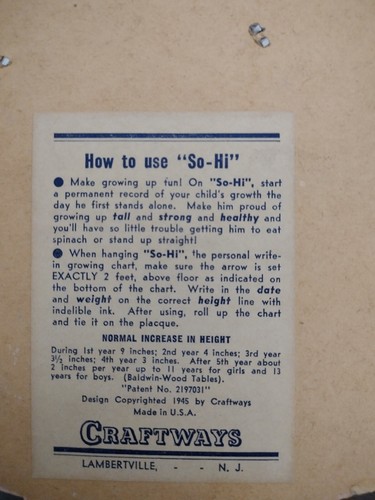 How to use "So-Hi"
● Make growing up fun! On "So-Hi", start
a permanent record of your child's growth the
day he first stands alone. Make him proud of
growing up tall and strong and healthy and
you'll have so little trouble getting him to eat
spinach or stand up straight!
● When hanging "So-Hi", the personal write-
in growing chart, make sure the arrow is set
EXACTLY 2 feet, above floor as indicated on
the bottom of the chart. Write in the date
and weight on the correct height line with
indelible ink. After using, roll up the chart
and tie it on the placque.
NORMAL INCREASE IN HEIGHT
During 1st year 9 inches; 2nd year 4 inches; 3rd year
3½ inches; 4th year 3 inches. After 5th year about
2 inches per year up to 11 years for girls and 13
years for boys. (Baldwin-Wood Tables).
"Patent No. 2197031"
Design Copyrighted 1945 by Craftways
Made in U.S.A.
CRAFTWAYS
LAMBERTVILLE, - - N. J.